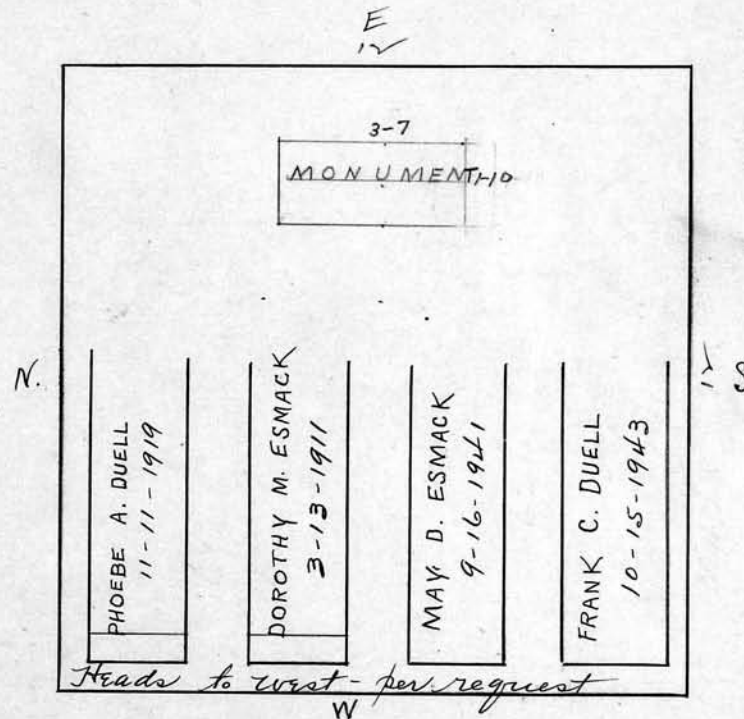 E
12
3-7
MONUMENT 1-10
N.
12
S
PHOEBE A. DUELL
11-11-1919
DOROTHY M. ESMACK
3-13-1911
MAY. D. ESMACK
9-16-1941
FRANK C. DUELL
10-15-1943
Heads to west - per request
W